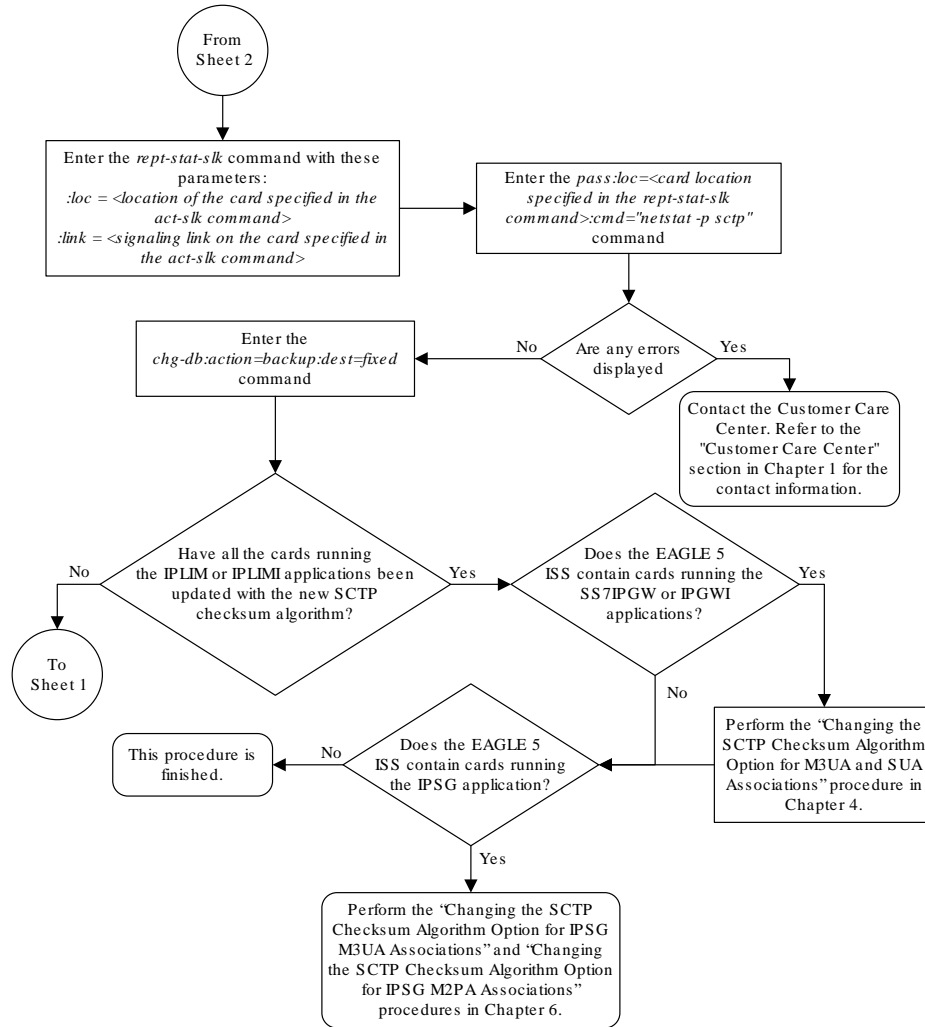 From
Sheet 2
Enter the rept-stat-slk command with these
parameters:
:loc = <location of the card specified in the
act-slk command>
:link = <signaling link on the card specified in
the act-slk command>
Enter the pass:loc=<card location
specified in the rept-stat-slk
command>:cmd="netstat -p sctp"
command
Are any errors
displayed
No
Yes
Enter the
chg-db:action=backup:dest=fixed
command
Contact the Customer Care
Center. Refer to the
"Customer Care Center"
section in Chapter 1 for the
contact information.
Have all the cards running
the IPLIM or IPLIMI applications been
updated with the new SCTP
checksum algorithm?
No
Yes
To
Sheet 1
Does the EAGLE 5
ISS contain cards running the
SS7IPGW or IPGWI
applications?
Yes
No
Perform the “Changing the
SCTP Checksum Algorithm
Option for M3UA and SUA
Associations” procedure in
Chapter 4.
Does the EAGLE 5
ISS contain cards running
the IPSG application?
No
This procedure is
finished.
Yes
Perform the “Changing the SCTP
Checksum Algorithm Option for IPSG
M3UA Associations” and “Changing
the SCTP Checksum Algorithm Option
for IPSG M2PA Associations”
procedures in Chapter 6.